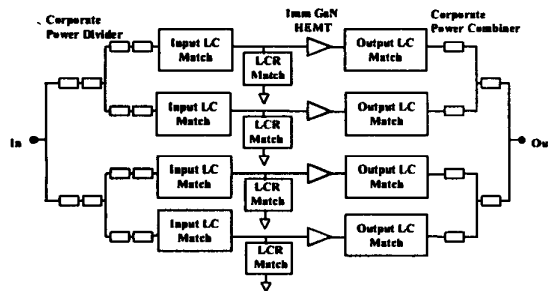 Corporate
Power Divider
1mm GaN
HEMT
Corporate
Power Combiner
Input LC
Match
Output LC
Match
LCR
Match
Input LC
Match
Output LC
Match
LCR
Match
In
Out
Input LC
Match
Output LC
Match
LCR
Match
Input LC
Match
Output LC
Match
LCR
Match